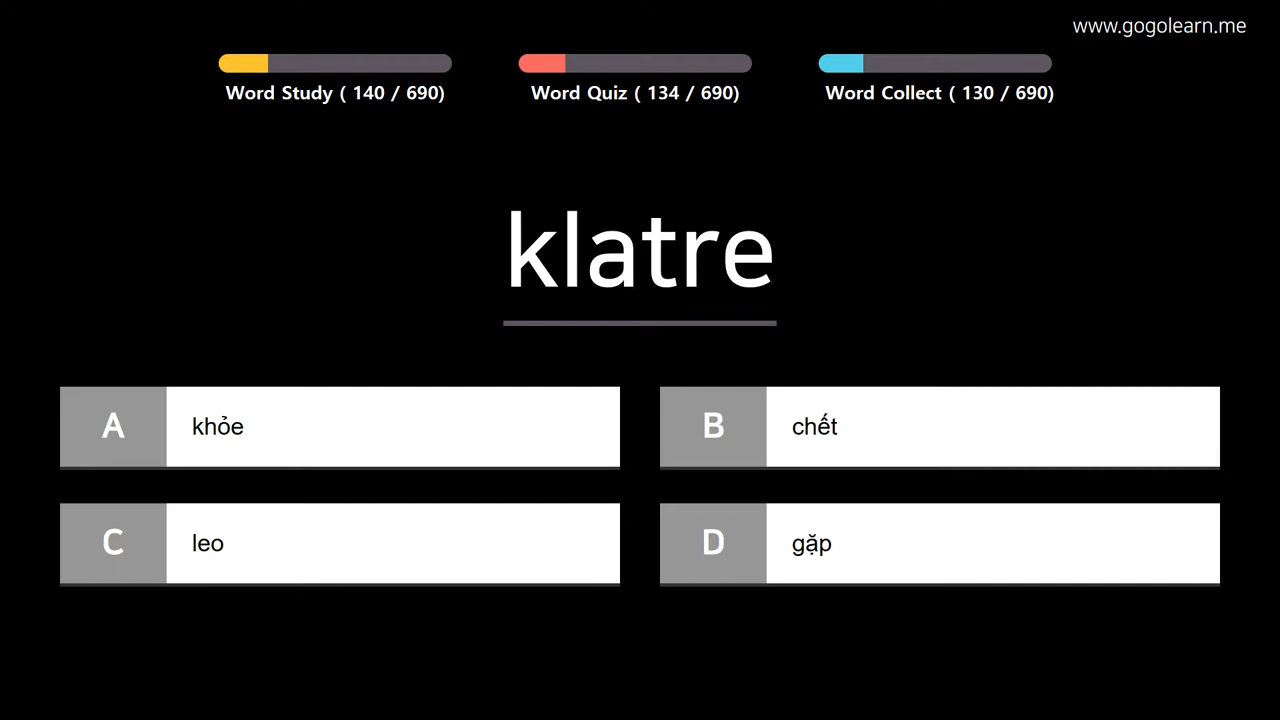 www.gogolearn.me
Word Study ( 140 / 690)
Word Quiz ( 134 / 690)
Word Collect ( 130 / 690)
klatre
A khỏe
B chết
C leo
D gặp